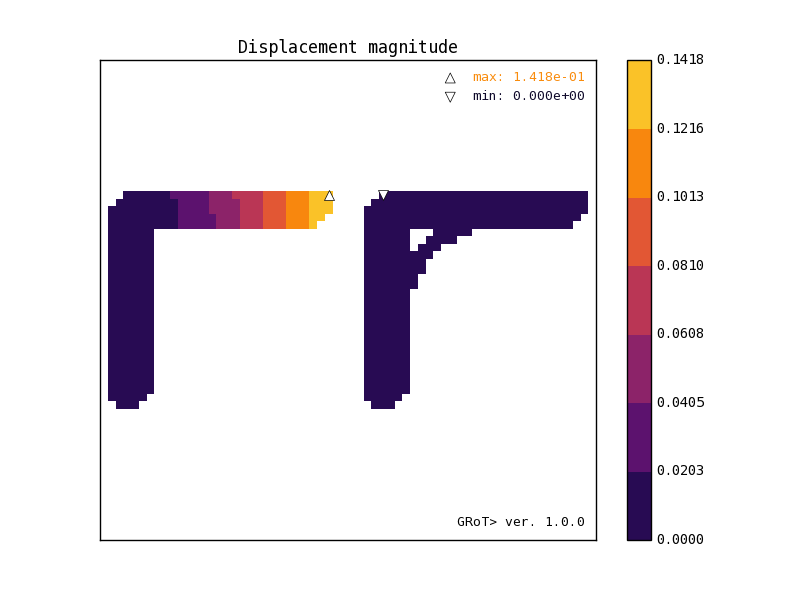 Displacement magnitude
△ max: 1.418e-01
▽ min: 0.000e+00
0.1418
0.1216
0.1013
0.0810
0.0608
0.0405
0.0203
0.0000
GRoT> ver. 1.0.0